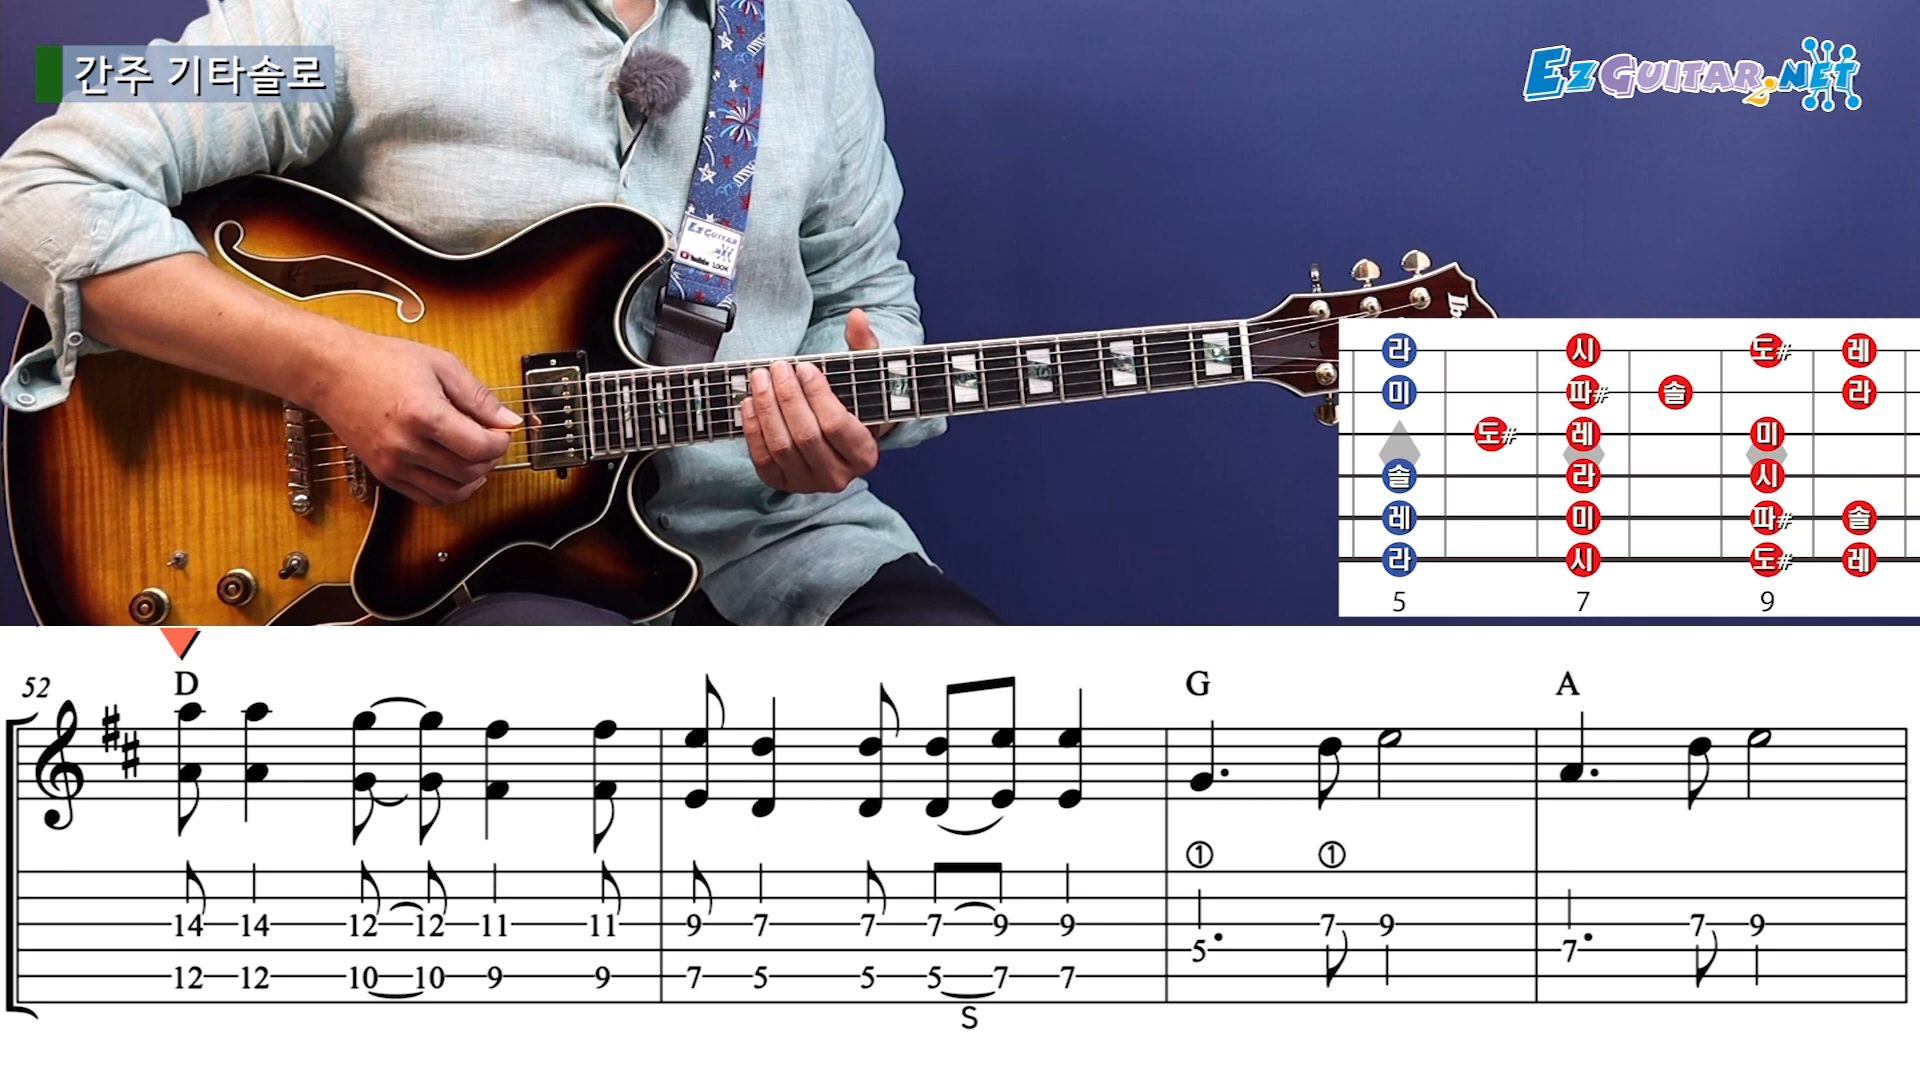 간주 기타솔로
EzGuitar.NET
EzGuitar
YouTube LOOK
라 시 도# 레
미 파# 솔 라
도# 레 미
솔 라 시
레 미 파# 솔
라 시 도# 레
5 7 9
52 D G A
① ①
14 14 12 12 11 11 9 7 7 7 9 9 7 9 7 9
5 7
12 12 10 10 9 9 7 5 5 5 7 7
S